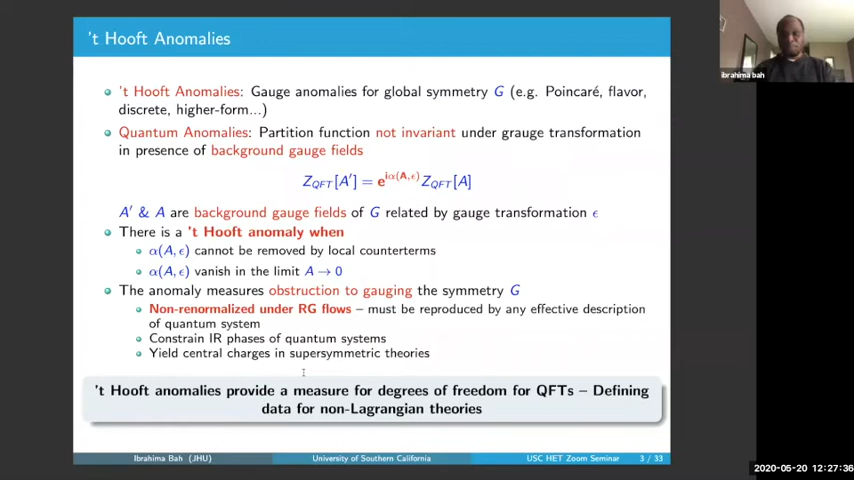 't Hooft Anomalies
't Hooft Anomalies: Gauge anomalies for global symmetry G (e.g. Poincaré, flavor,
discrete, higher-form...)
Quantum Anomalies: Partition function not invariant under grauge transformation
in presence of background gauge fields
Z_QFT[A′] = e^{iα(A,ϵ)} Z_QFT[A]
A′ & A are background gauge fields of G related by gauge transformation ϵ
There is a 't Hooft anomaly when
α(A, ϵ) cannot be removed by local counterterms
α(A, ϵ) vanish in the limit A → 0
The anomaly measures obstruction to gauging the symmetry G
Non-renormalized under RG flows – must be reproduced by any effective description
of quantum system
Constrain IR phases of quantum systems
Yield central charges in supersymmetric theories
't Hooft anomalies provide a measure for degrees of freedom for QFTs – Defining
data for non-Lagrangian theories
Ibrahima Bah (JHU) University of Southern California USC HET Zoom Seminar 3 / 33
ibrahima bah
2020-05-20 12:27:36